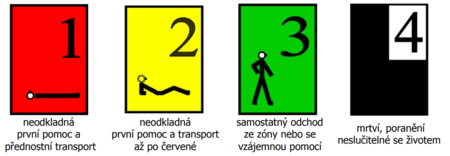 1
2
3
4
neodkladná
první pomoc a
přednostní transport
neodkladná
první pomoc a transport
až po červené
samostatný odchod
ze zóny nebo se
vzájemnou pomocí
mrtví, poranění
neslučitelné se životem